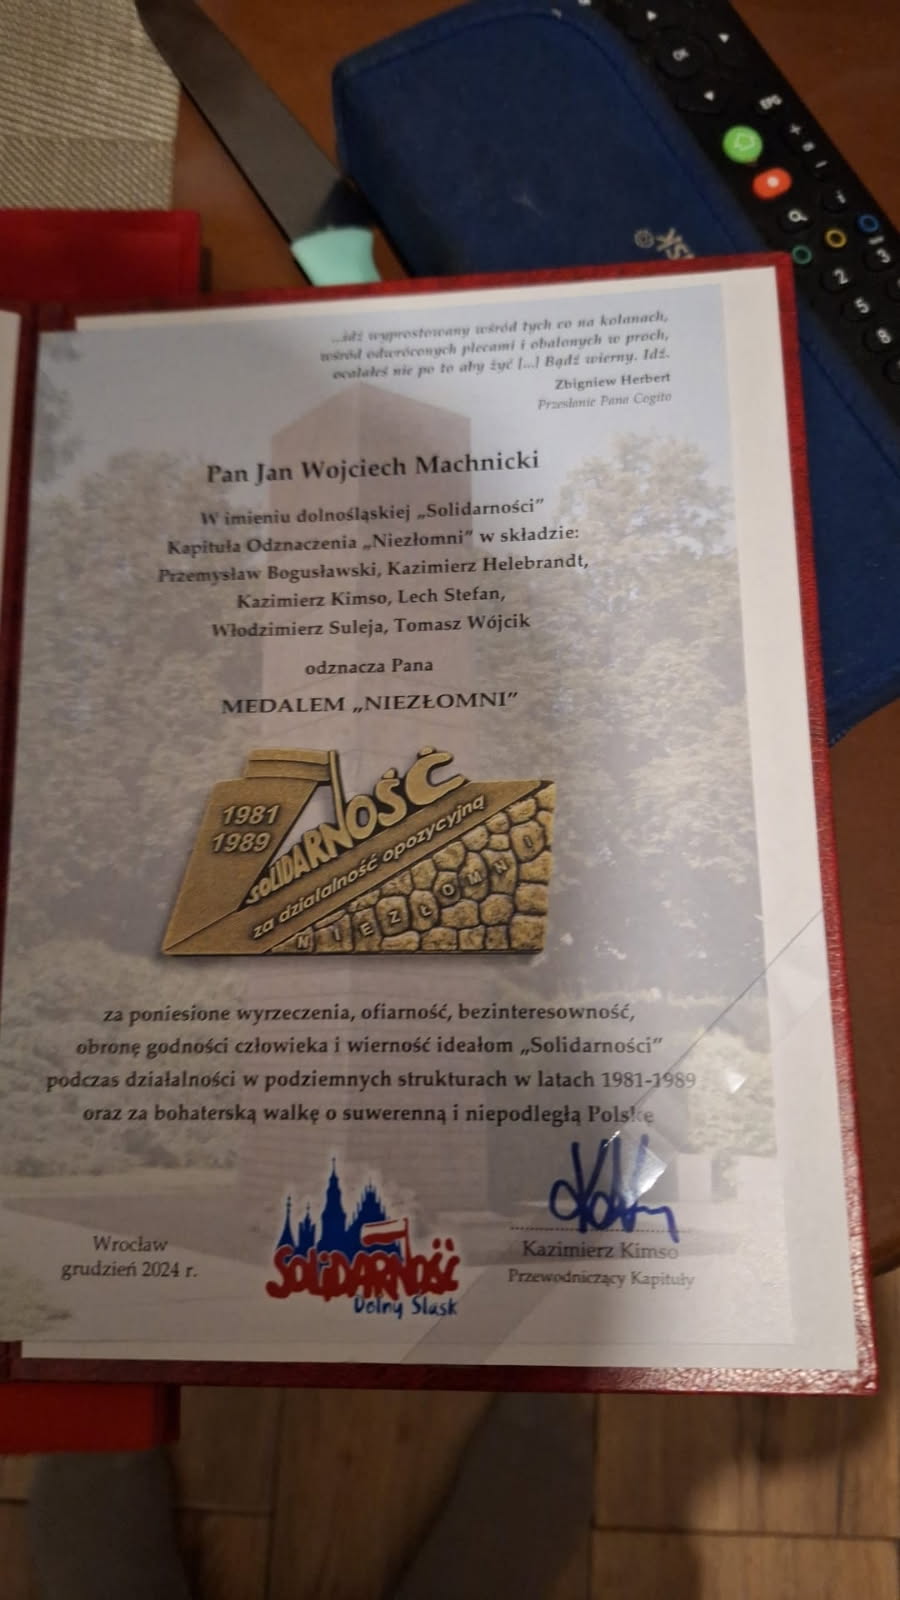 ...idź wyprostowany wśród tych co na kolanach,
wśród odwróconych plecami i obalonych w proch,
ocalałeś nie po to aby żyć [...] Bądź wierny. Idź.
Zbigniew Herbert
Przesłanie Pana Cogito
Pan Jan Wojciech Machnicki
W imieniu dolnośląskiej „Solidarności”
Kapituła Odznaczenia „Niezłomni” w składzie:
Przemysław Bogusławski, Kazimierz Helebrandt,
Kazimierz Kimso, Lech Stefan,
Włodzimierz Suleja, Tomasz Wójcik
odznacza Pana
MEDALEM „NIEZŁOMNI”
1981
1989
SOLIDARNOŚĆ
za działalność opozycyjną
NIEZŁOMNI
za poniesione wyrzeczenia, ofiarność, bezinteresowność,
obronę godności człowieka i wierność ideałom „Solidarności”
podczas działalności w podziemnych strukturach w latach 1981-1989
oraz za bohaterską walkę o suwerenną i niepodległą Polskę
Wrocław
grudzień 2024 r.
SOLIDARNOŚĆ
Dolny Śląsk
Kazimierz Kimso
Przewodniczący Kapituły
EPG
2
3
5
8